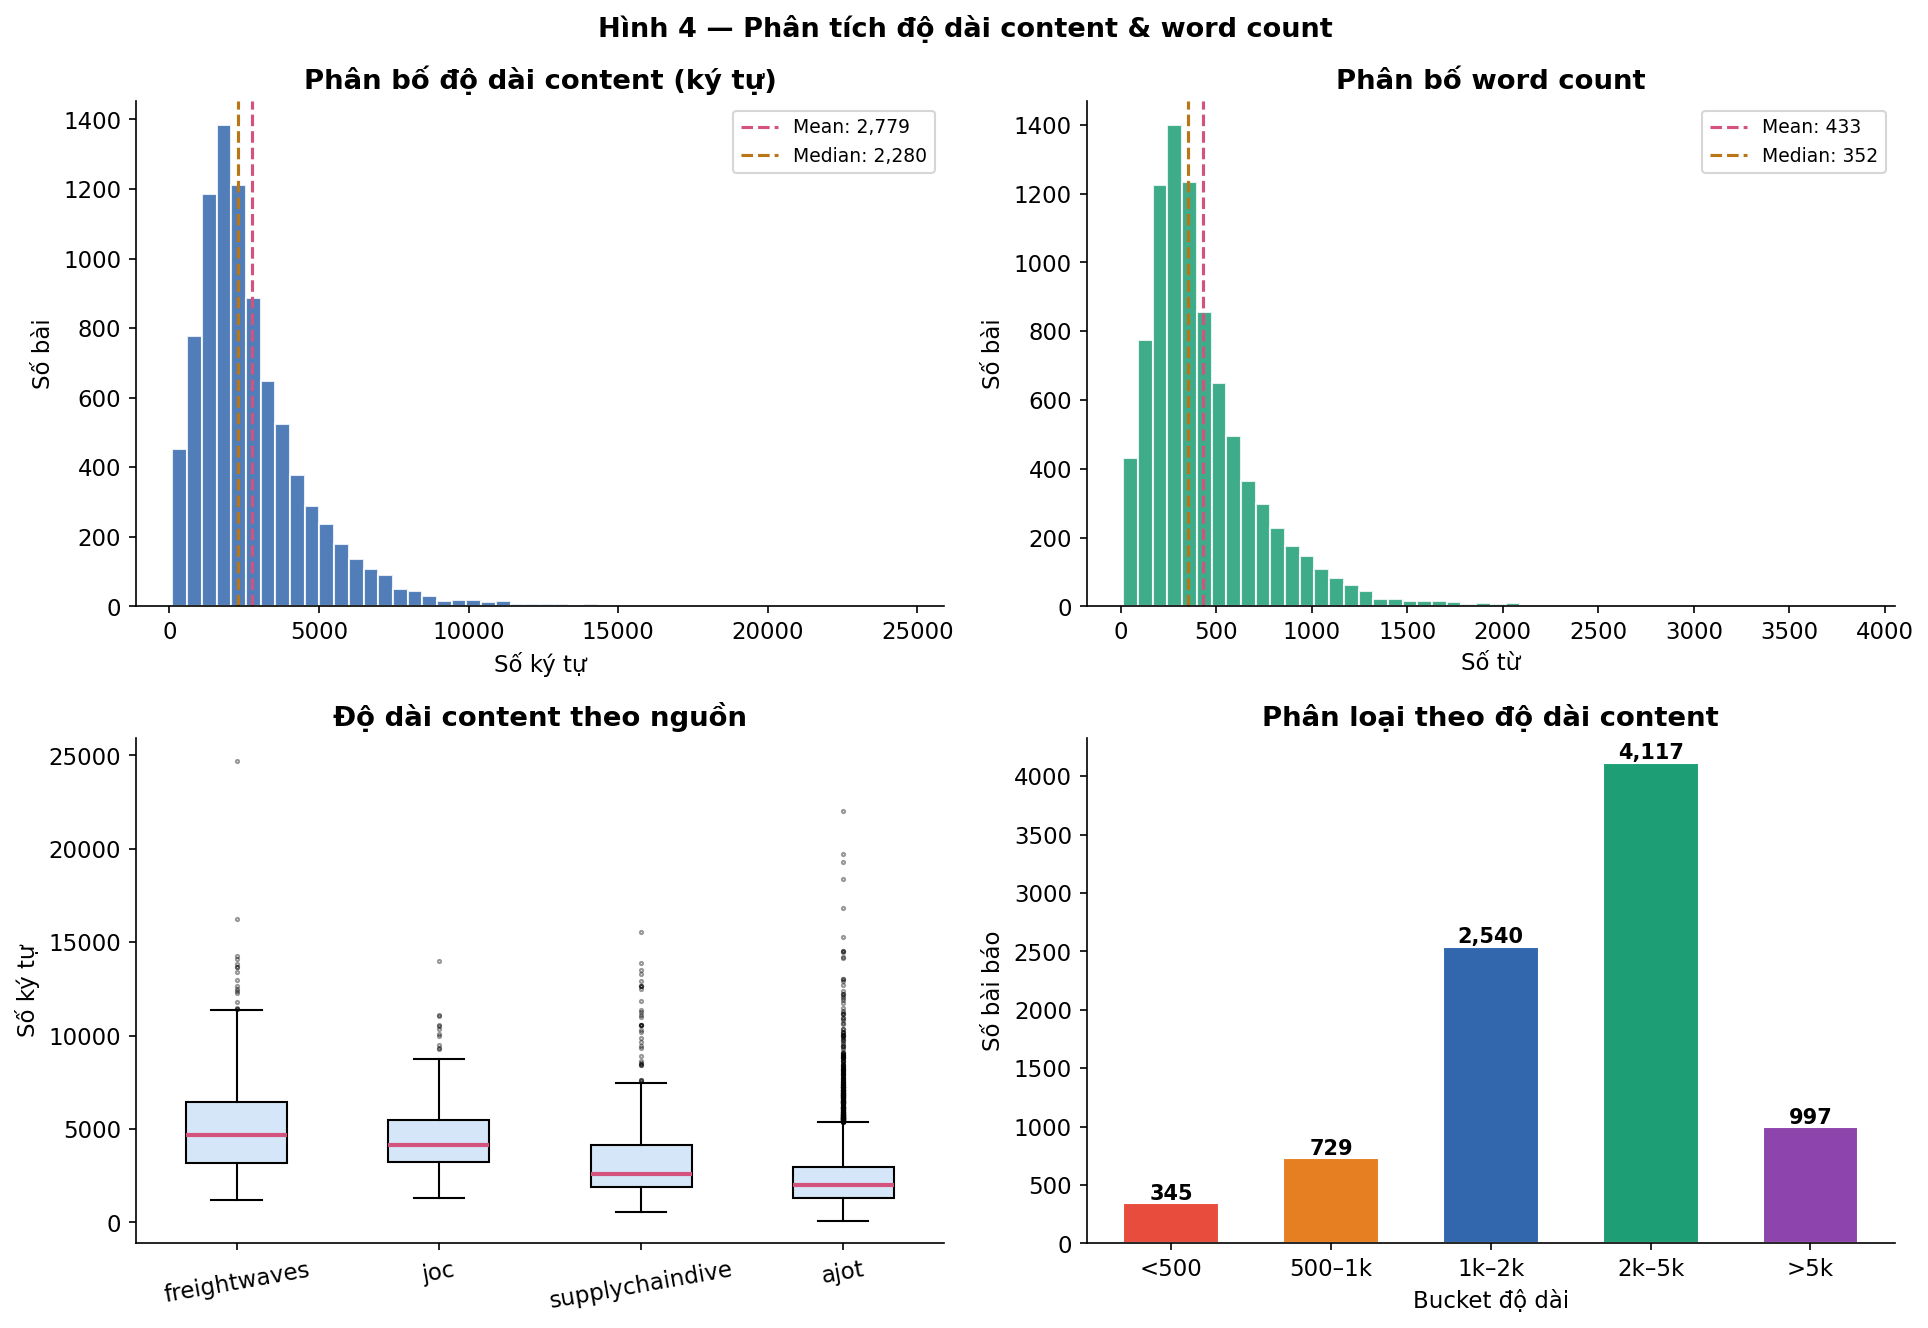 Hình 4 — Phân tích độ dài content & word count
Phân bố độ dài content (ký tự)
1400
1200
1000
800
600
400
200
0
Số bài
0 5000 10000 15000 20000 25000
Số ký tự
Mean: 2,779
Median: 2,280
Phân bố word count
1400
1200
1000
800
600
400
200
0
Số bài
0 500 1000 1500 2000 2500 3000 3500 4000
Số từ
Mean: 433
Median: 352
Độ dài content theo nguồn
25000
20000
15000
10000
5000
0
Số ký tự
freightwaves joc supplychaindive ajot
Phân loại theo độ dài content
4000
3500
3000
2500
2000
1500
1000
500
0
Số bài báo
345
729
2,540
4,117
997
<500 500–1k 1k–2k 2k–5k >5k
Bucket độ dài